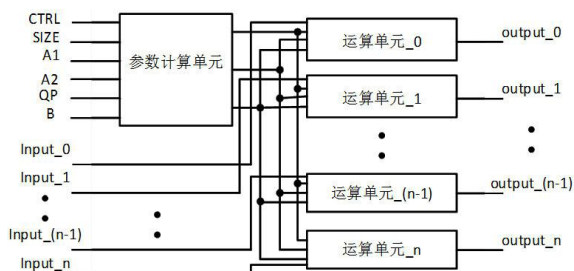 CTRL
SIZE
A1
A2
QP
B
参数计算单元
Input_0
Input_1
Input_(n-1)
Input_n
运算单元_0
运算单元_1
运算单元_(n-1)
运算单元_n
output_0
output_1
output_(n-1)
output_n